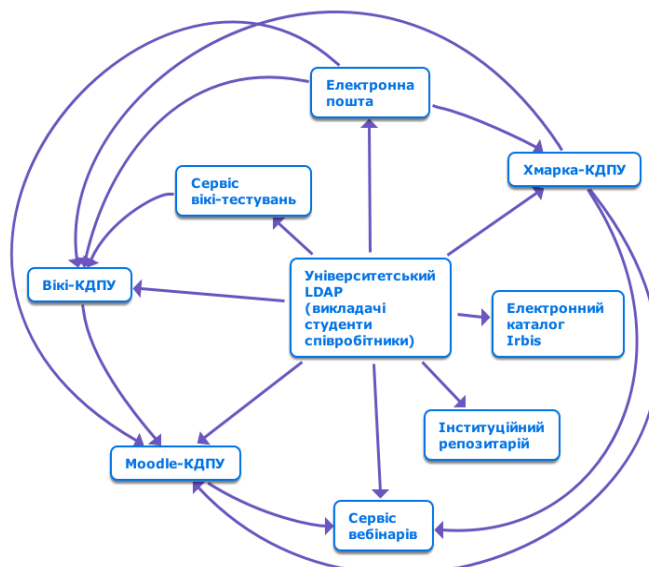 Електронна
пошта
Хмарка-КДПУ
Сервіс
вікі-тестувань
Університетський
LDAP
(викладачі
студенти
співробітники)
Вікі-КДПУ
Електронний
каталог
Irbis
Інституційний
репозитарій
Moodle-КДПУ
Сервіс
вебінарів